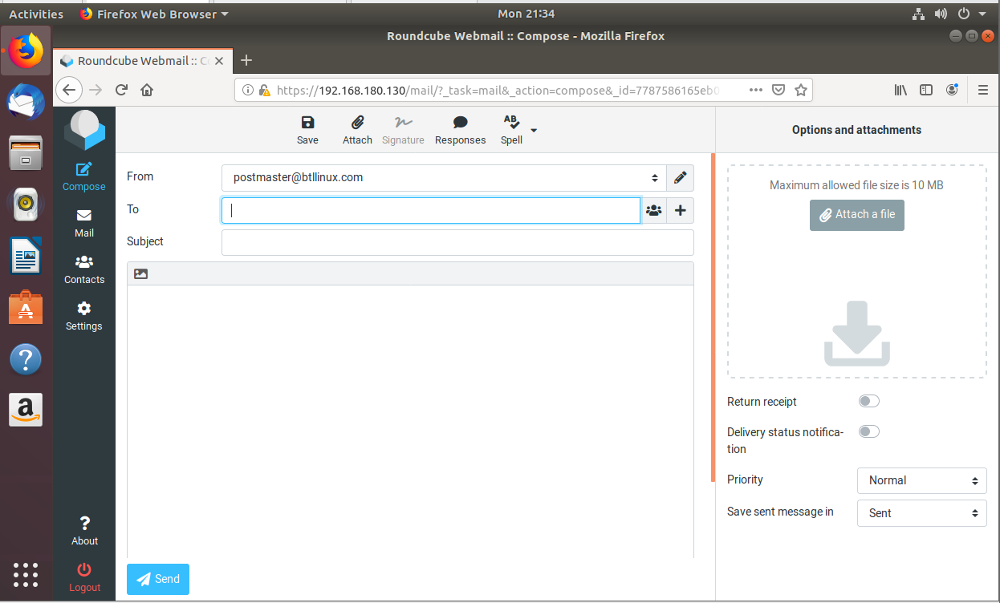 Activities Firefox Web Browser Mon 21:34
Roundcube Webmail :: Compose - Mozilla Firefox
Roundcube Webmail :: C
https://192.168.180.130/mail/?_task=mail&_action=compose&_id=7787586165eb0
Compose
Mail
Contacts
Settings
About
Logout
Save Attach Signature Responses Spell
From postmaster@btllinux.com
To
Subject
Send
Options and attachments
Maximum allowed file size is 10 MB
Attach a file
Return receipt
Delivery status notifica-
tion
Priority Normal
Save sent message in Sent